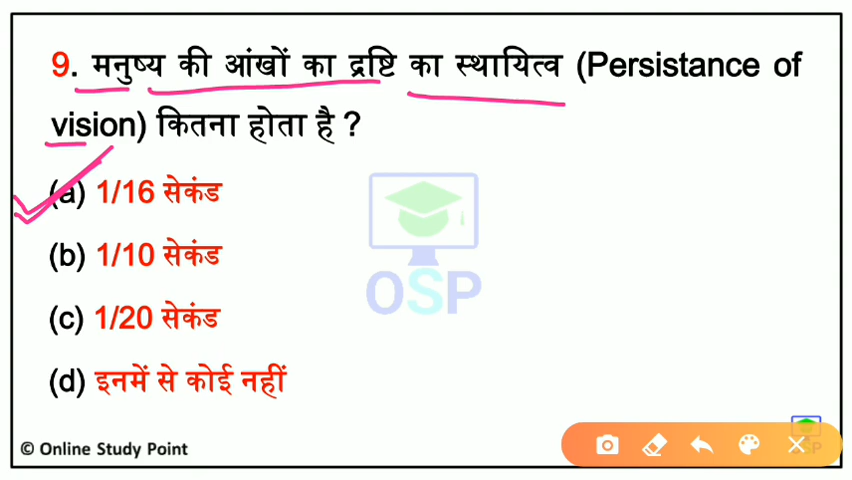 9. मनुष्य की आंखों का द्रष्टि का स्थायित्व (Persistance of
vision) कितना होता है ?
(a) 1/16 सेकंड
(b) 1/10 सेकंड
(c) 1/20 सेकंड
(d) इनमें से कोई नहीं
OSP
© Online Study Point
OSP